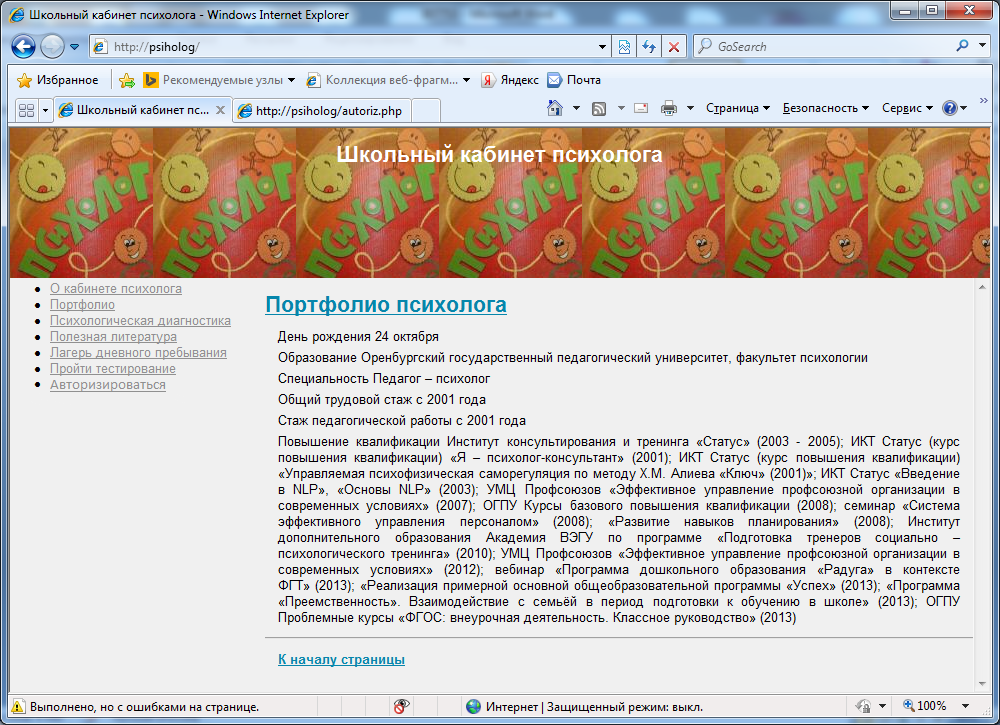 Школьный кабинет психолога - Windows Internet Explorer
http://psiholog/
GoSearch
Избранное
Рекомендуемые узлы
Коллекция веб-фрагм...
Яндекс
Почта
Школьный кабинет пс...
http://psiholog/autoriz.php
Страница
Безопасность
Сервис
Школьный кабинет психолога
ПСИХОЛОГ ПСИХОЛОГ ПСИХОЛОГ ПСИХОЛОГ ПСИХОЛОГ ПСИХОЛОГ ПСИХОЛОГ
О кабинете психолога
Портфолио
Психологическая диагностика
Полезная литература
Лагерь дневного пребывания
Пройти тестирование
Авторизироваться
Портфолио психолога
День рождения 24 октября
Образование Оренбургский государственный педагогический университет, факультет психологии
Специальность Педагог – психолог
Общий трудовой стаж с 2001 года
Стаж педагогической работы с 2001 года
Повышение квалификации Институт консультирования и тренинга «Статус» (2003 - 2005); ИКТ Статус (курс
повышения квалификации) «Я – психолог-консультант» (2001); ИКТ Статус (курс повышения квалификации)
«Управляемая психофизическая саморегуляция по методу Х.М. Алиева «Ключ» (2001)»; ИКТ Статус «Введение
в NLP», «Основы NLP» (2003); УМЦ Профсоюзов «Эффективное управление профсоюзной организации в
современных условиях» (2007); ОГПУ Курсы базового повышения квалификации (2008); семинар «Система
эффективного управления персоналом» (2008); «Развитие навыков планирования» (2008); Институт
дополнительного образования Академия ВЭГУ по программе «Подготовка тренеров социально –
психологического тренинга» (2010); УМЦ Профсоюзов «Эффективное управление профсоюзной организации в
современных условиях» (2012); вебинар «Программа дошкольного образования «Радуга» в контексте
ФГТ» (2013); «Реализация примерной основной общеобразовательной программы «Успех» (2013); «Программа
«Преемственность». Взаимодействие с семьёй в период подготовки к обучению в школе» (2013); ОГПУ
Проблемные курсы «ФГОС: внеурочная деятельность. Классное руководство» (2013)
К началу страницы
Выполнено, но с ошибками на странице.
Интернет | Защищенный режим: выкл.
100%